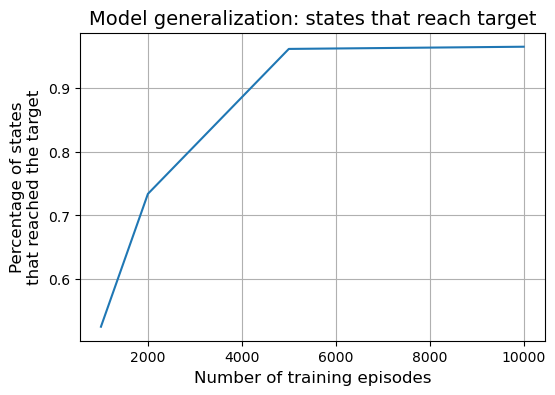 Model generalization: states that reach target
Percentage of states
that reached the target
0.9
0.8
0.7
0.6
2000
4000
6000
8000
10000
Number of training episodes